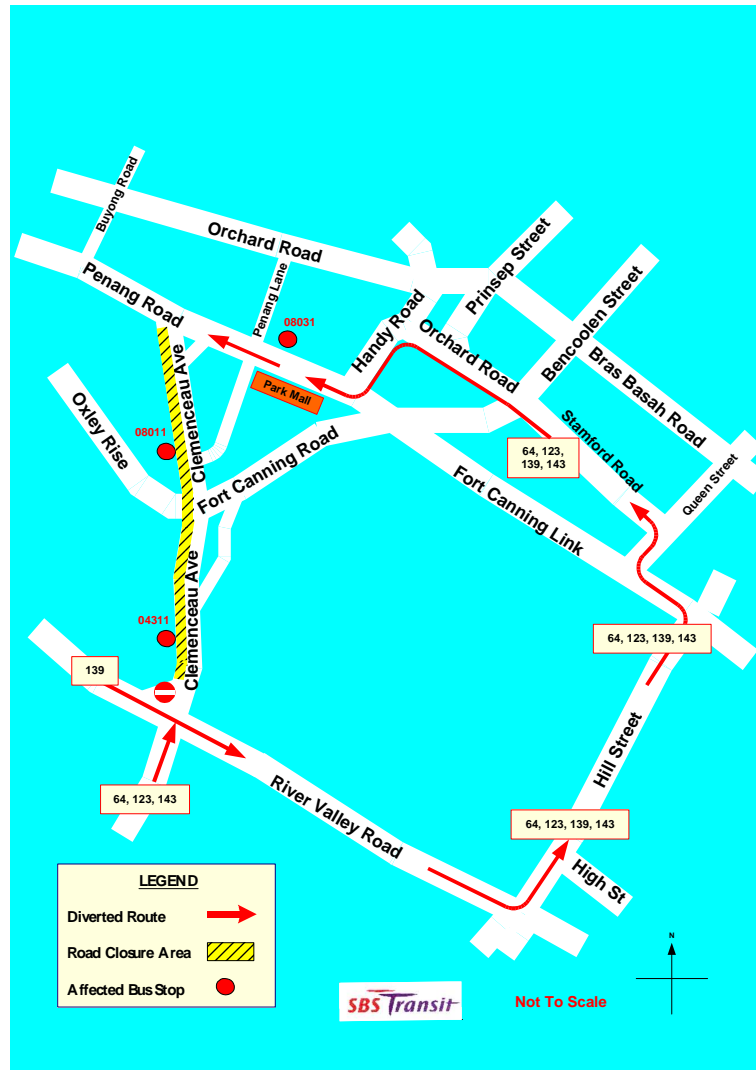 Buyong Road
Orchard Road
Prinsep Street
Penang Lane
Penang Road
08031
Handy Road
Bencoolen Street
Orchard Road
Bras Basah Road
Clemenceau Ave
Park Mall
Oxley Rise
08011
Stamford Road
64, 123,
139, 143
Queen Street
Fort Canning Road
Fort Canning Link
Clemenceau Ave
04311
64, 123, 139, 143
139
Hill Street
64, 123, 143
River Valley Road
64, 123, 139, 143
High St
LEGEND
Diverted Route
Road Closure Area
Affected Bus Stop
N
SBS Transit
Not To Scale